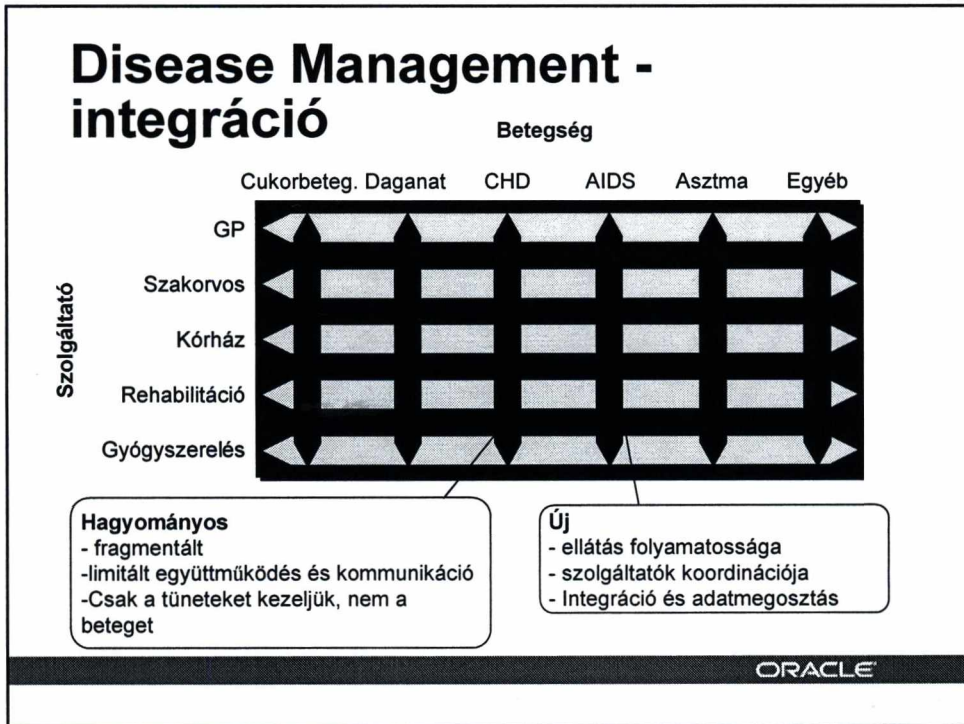 Disease Management -
integráció
Betegség
Cukorbeteg. Daganat CHD AIDS Asztma Egyéb
Szolgáltató
GP
Szakorvos
Kórház
Rehabilitáció
Gyógyszerelés
Hagyományos
- fragmentált
-limitált együttműködés és kommunikáció
-Csak a tüneteket kezeljük, nem a
beteget
Új
- ellátás folyamatossága
- szolgáltatók koordinációja
- Integráció és adatmegosztás
ORACLE